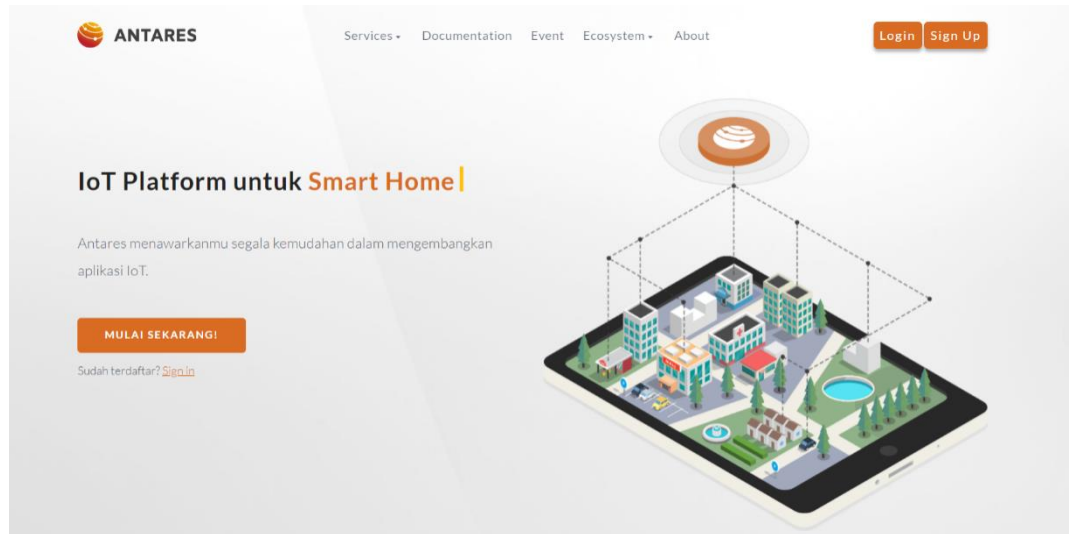 ANTARES
Services Documentation Event Ecosystem About
Login Sign Up
IoT Platform untuk Smart Home
Antares menawarkanmu segala kemudahan dalam mengembangkan
aplikasi IoT.
MULAI SEKARANG!
Sudah terdaftar? Sign in